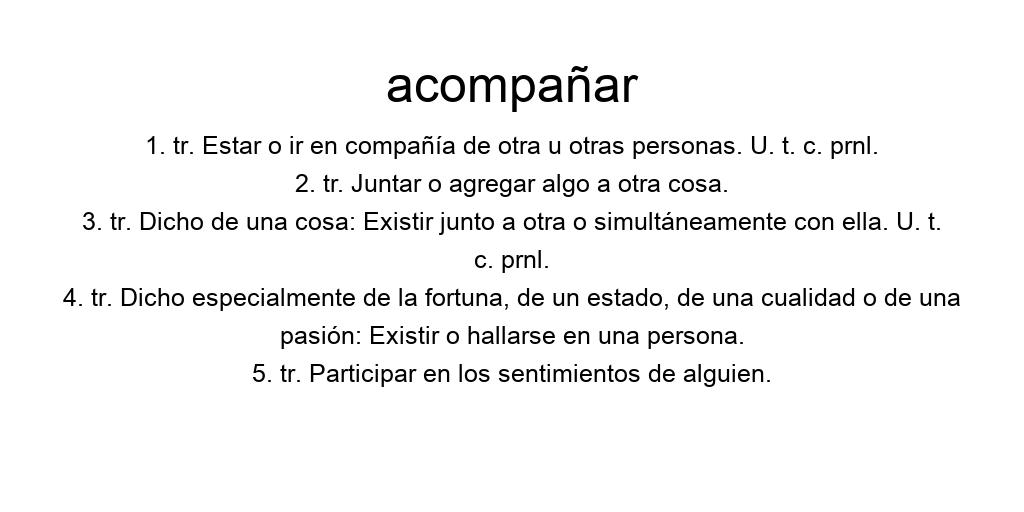 acompañar
1. tr. Estar o ir en compañía de otra u otras personas. U. t. c. prnl.
2. tr. Juntar o agregar algo a otra cosa.
3. tr. Dicho de una cosa: Existir junto a otra o simultáneamente con ella. U. t.
c. prnl.
4. tr. Dicho especialmente de la fortuna, de un estado, de una cualidad o de una
pasión: Existir o hallarse en una persona.
5. tr. Participar en los sentimientos de alguien.